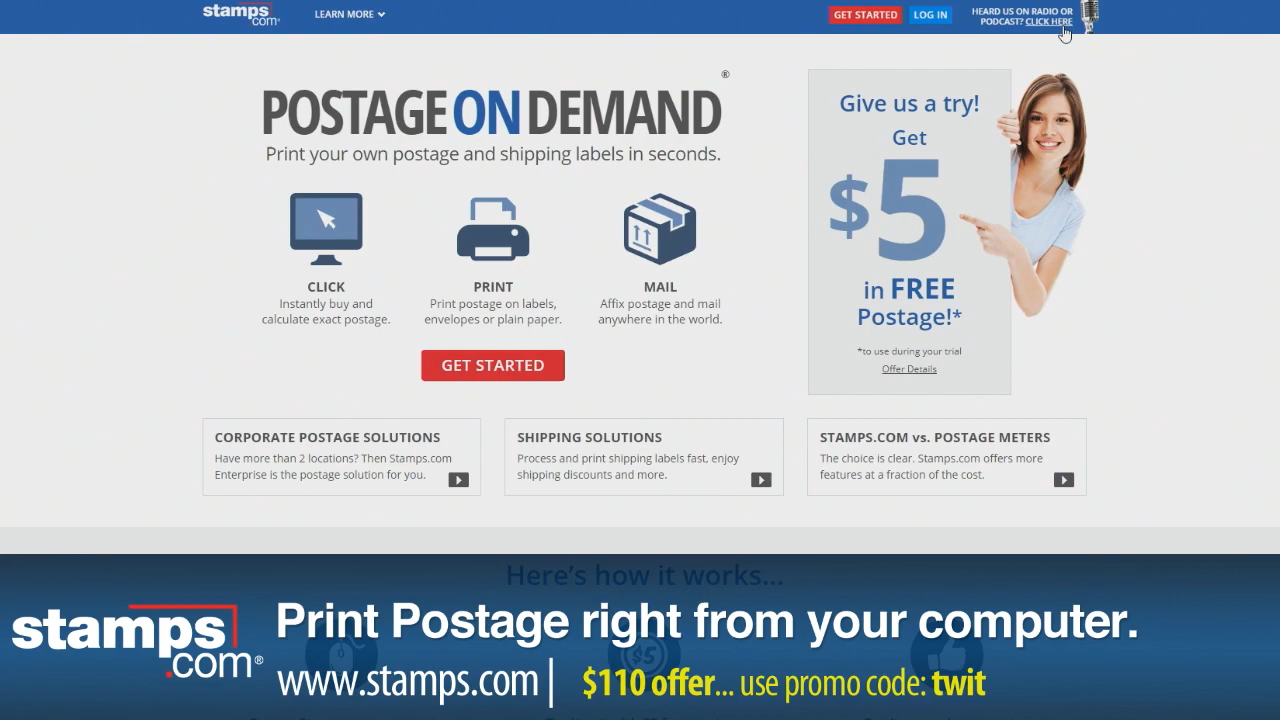 stamps
.com®
LEARN MORE
GET STARTED
LOG IN
HEARD US ON RADIO OR
PODCAST? CLICK HERE
POSTAGE ON DEMAND®
Print your own postage and shipping labels in seconds.
CLICK
Instantly buy and
calculate exact postage.
PRINT
Print postage on labels,
envelopes or plain paper.
MAIL
Affix postage and mail
anywhere in the world.
GET STARTED
Give us a try!
Get
$5
in FREE
Postage!*
*to use during your trial
Offer Details
CORPORATE POSTAGE SOLUTIONS
Have more than 2 locations? Then Stamps.com
Enterprise is the postage solution for you.
SHIPPING SOLUTIONS
Process and print shipping labels fast, enjoy
shipping discounts and more.
STAMPS.COM vs. POSTAGE METERS
The choice is clear. Stamps.com offers more
features at a fraction of the cost.
Here's how it works...
$5
stamps
.com®
Print Postage right from your computer.
www.stamps.com | $110 offer... use promo code: twit